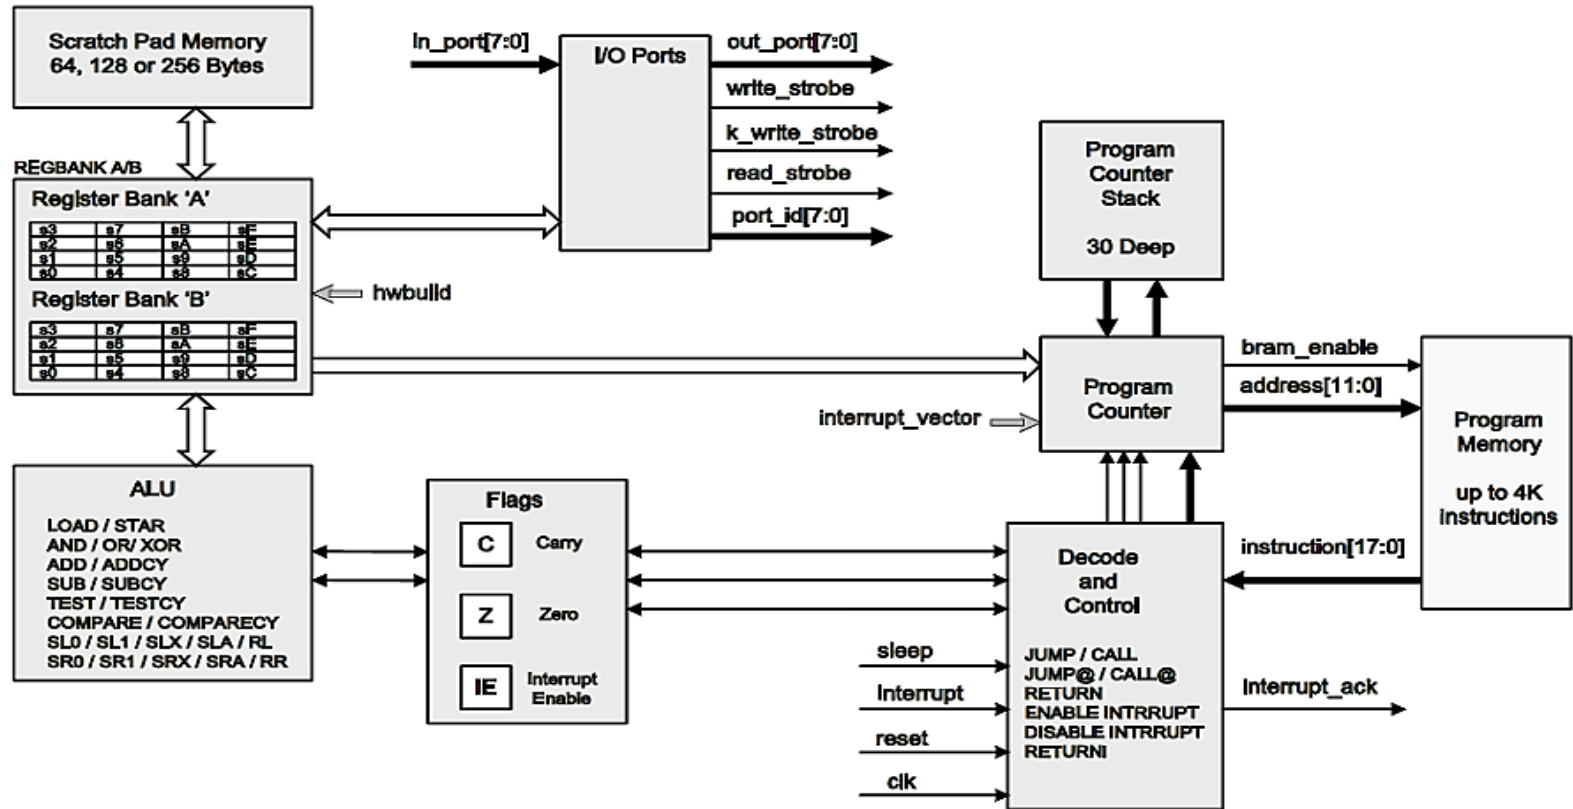 Scratch Pad Memory
64, 128 or 256 Bytes
REGBANK A/B
Register Bank 'A'
s3 s7 sB sF
s2 s6 sA sE
s1 s5 s9 sD
s0 s4 s8 sC
Register Bank 'B'
s3 s7 sB sF
s2 s6 sA sE
s1 s5 s9 sD
s0 s4 s8 sC
hwbuild
in_port[7:0]
I/O Ports
out_port[7:0]
write_strobe
k_write_strobe
read_strobe
port_id[7:0]
Program
Counter
Stack
30 Deep
Program
Counter
interrupt_vector
bram_enable
address[11:0]
Program
Memory
up to 4K
instructions
instruction[17:0]
ALU
LOAD / STAR
AND / OR/ XOR
ADD / ADDCY
SUB / SUBCY
TEST / TESTCY
COMPARE / COMPARECY
SL0 / SL1 / SLX / SLA / RL
SR0 / SR1 / SRX / SRA / RR
Flags
C Carry
Z Zero
IE Interrupt
Enable
Decode
and
Control
JUMP / CALL
JUMP@ / CALL@
RETURN
ENABLE INTRRUPT
DISABLE INTRRUPT
RETURNI
sleep
interrupt
reset
clk
interrupt_ack